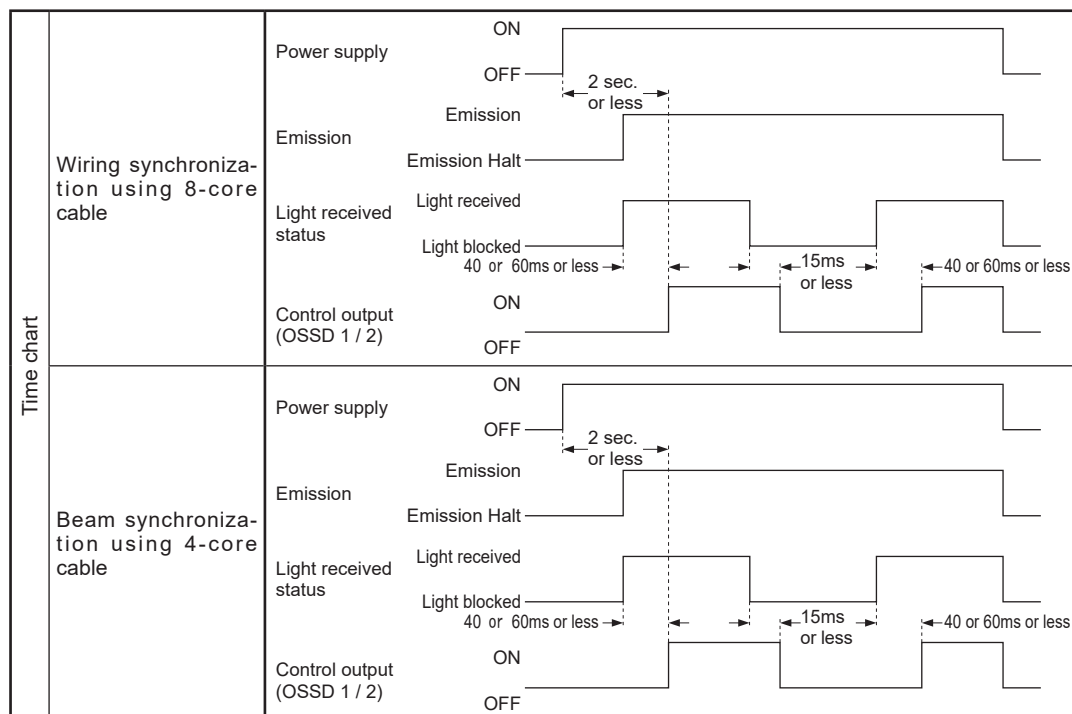 Time chart
Wiring synchroniza-
tion using 8-core
cable
Power supply
ON
OFF
2 sec.
or less
Emission
Emission
Emission Halt
Light received
status
Light received
Light blocked
40 or 60ms or less
15ms
or less
40 or 60ms or less
Control output
(OSSD 1 / 2)
ON
OFF
Beam synchroniza-
tion using 4-core
cable
Power supply
ON
OFF
2 sec.
or less
Emission
Emission
Emission Halt
Light received
status
Light received
Light blocked
40 or 60ms or less
15ms
or less
40 or 60ms or less
Control output
(OSSD 1 / 2)
ON
OFF